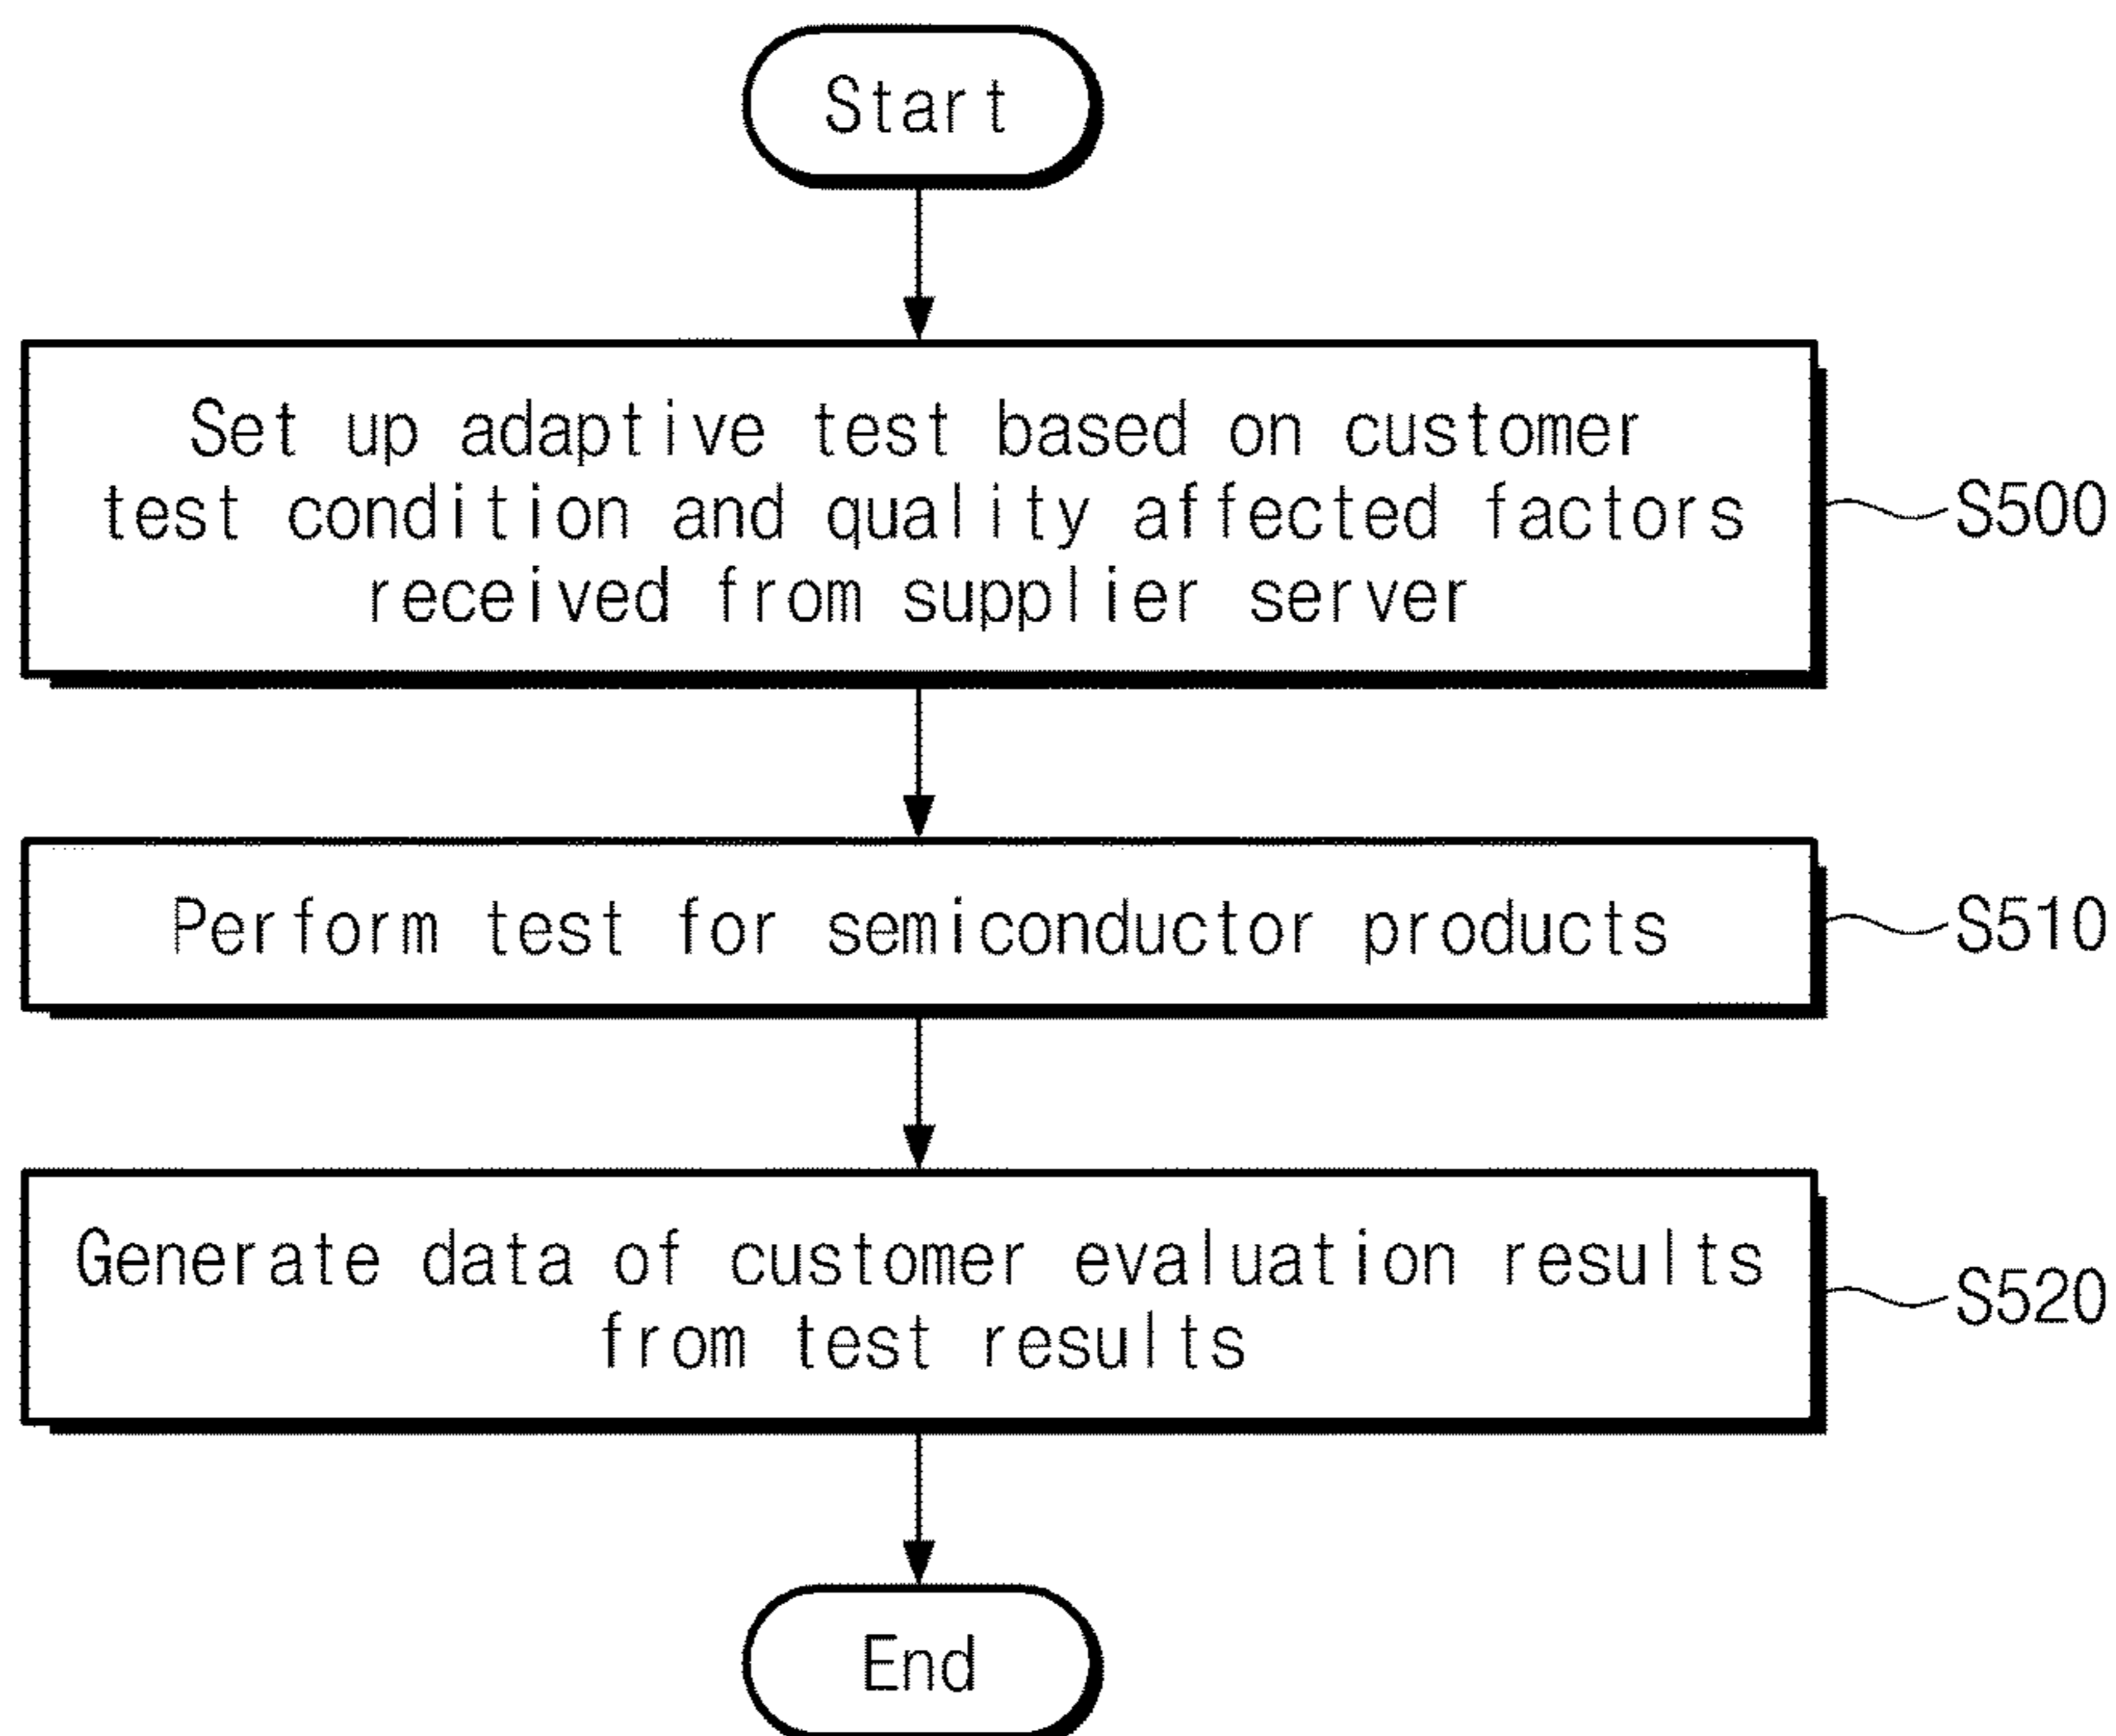 Start
Set up adaptive test based on customer
test condition and quality affected factors
received from supplier server
S500
Perform test for semiconductor products
S510
Generate data of customer evaluation results
from test results
S520
End